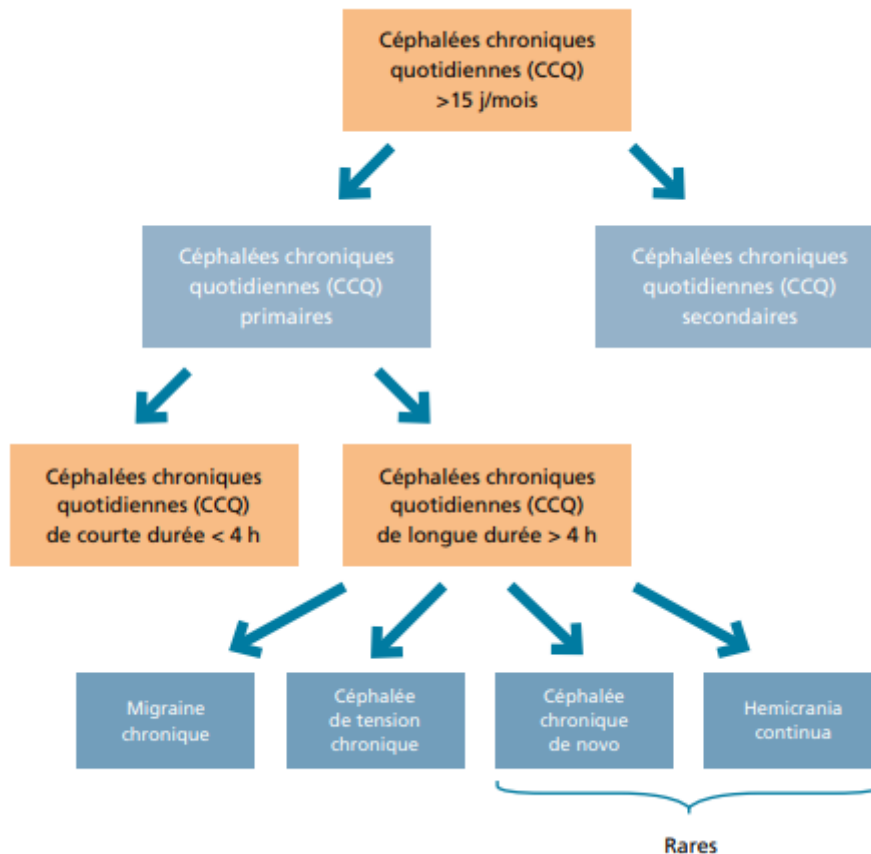 Céphalées chroniques
quotidiennes (CCQ)
>15 j/mois
Céphalées chroniques
quotidiennes (CCQ)
primaires
Céphalées chroniques
quotidiennes (CCQ)
secondaires
Céphalées chroniques
quotidiennes (CCQ)
de courte durée < 4 h
Céphalées chroniques
quotidiennes (CCQ)
de longue durée > 4 h
Migraine
chronique
Céphalée
de tension
chronique
Céphalée
chronique
de novo
Hemicrania
continua
Rares